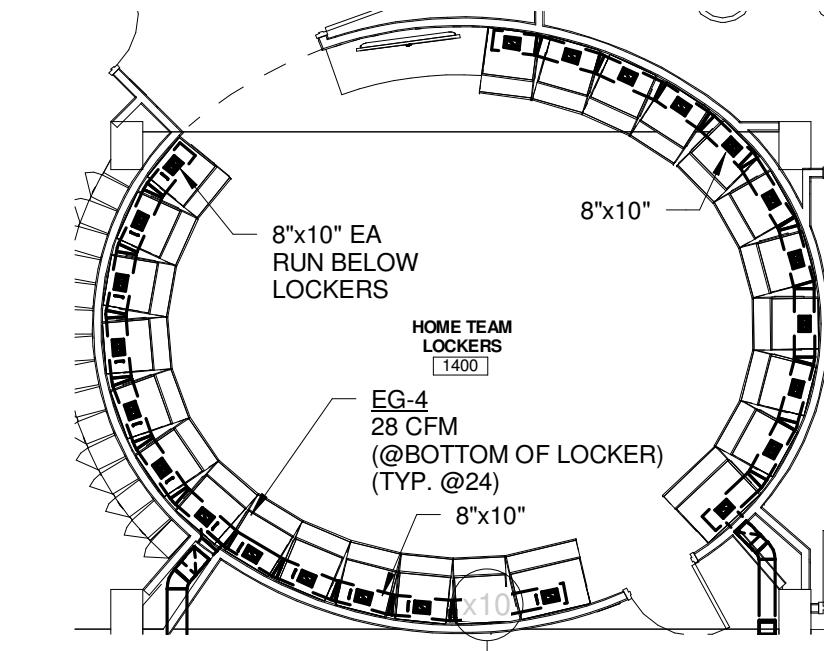 8"x10" EA
RUN BELOW
LOCKERS
8"x10"
HOME TEAM
LOCKERS
1400
EG-4
28 CFM
(@BOTTOM OF LOCKER)
(TYP. @24)
8"x10"
x10